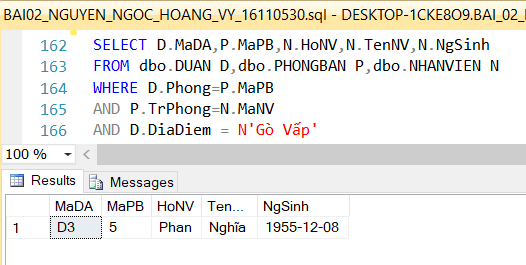 BAI02_NGUYEN_NGOC_HOANG_VY_16110530.sql - DESKTOP-1CKE8O9.BAI_02_
162 SELECT D.MaDA,P.MaPB,N.HoNV,N.TenNV,N.NgSinh
163 FROM dbo.DUAN D,dbo.PHONGBAN P,dbo.NHANVIEN N
164 WHERE D.Phong=P.MaPB
165 AND P.TrPhong=N.MaNV
166 AND D.DiaDiem = N'Gò Vấp'
100 %
Results Messages
MaDA MaPB HoNV Ten... NgSinh
1 D3 5 Phan Nghĩa 1955-12-08